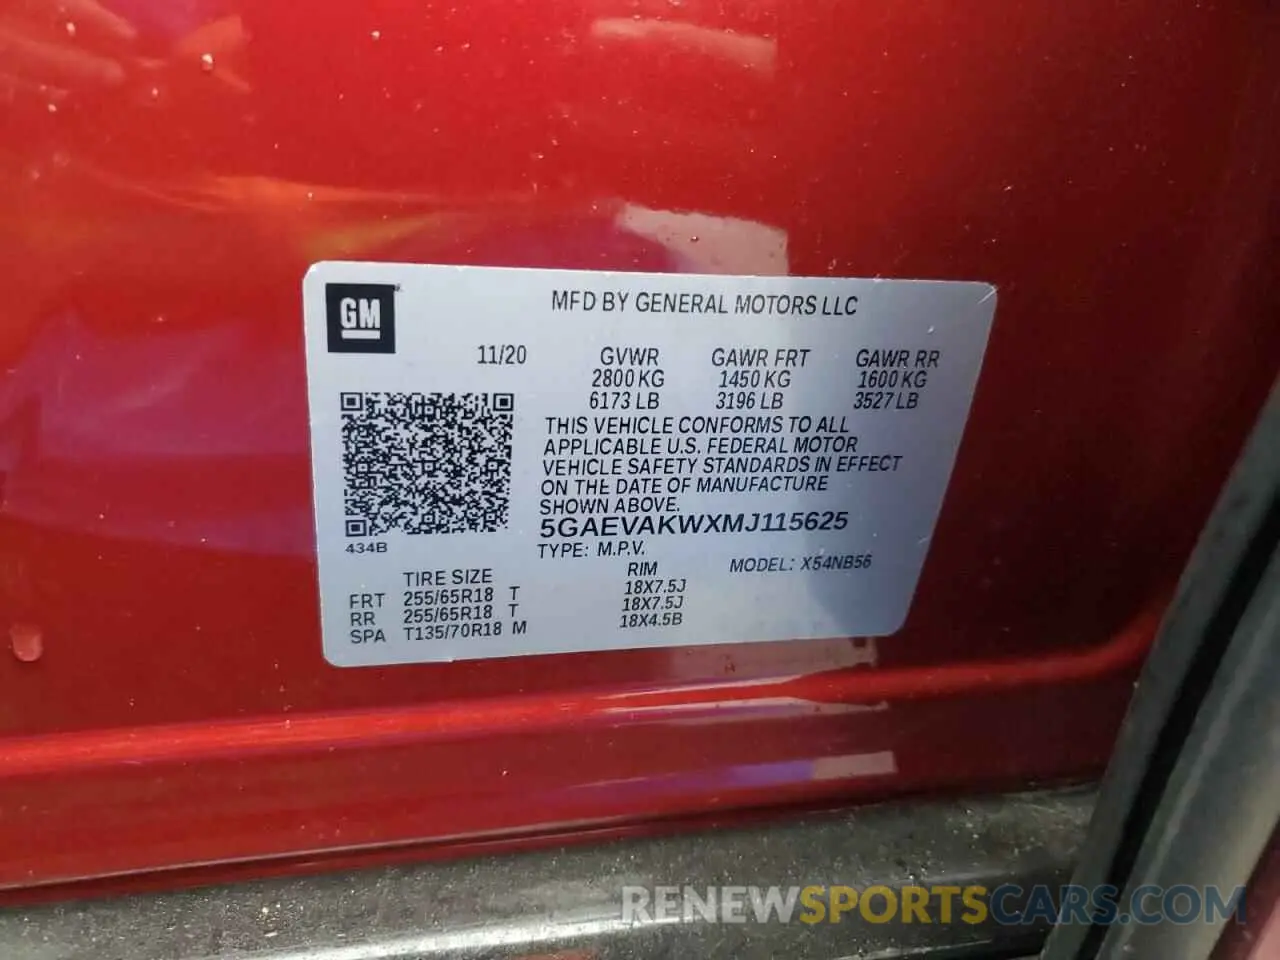 GM
MFD BY GENERAL MOTORS LLC
11/20 GVWR GAWR FRT GAWR RR
2800 KG 1450 KG 1600 KG
6173 LB 3196 LB 3527 LB
THIS VEHICLE CONFORMS TO ALL
APPLICABLE U.S. FEDERAL MOTOR
VEHICLE SAFETY STANDARDS IN EFFECT
ON THE DATE OF MANUFACTURE
SHOWN ABOVE.
5GAEVAKWXMJ115625
434B
TYPE: M.P.V. MODEL: X54NB56
TIRE SIZE RIM
FRT 255/65R18 T 18X7.5J
RR 255/65R18 T 18X7.5J
SPA T135/70R18 M 18X4.5B
RENEWSPORTSCARS.COM